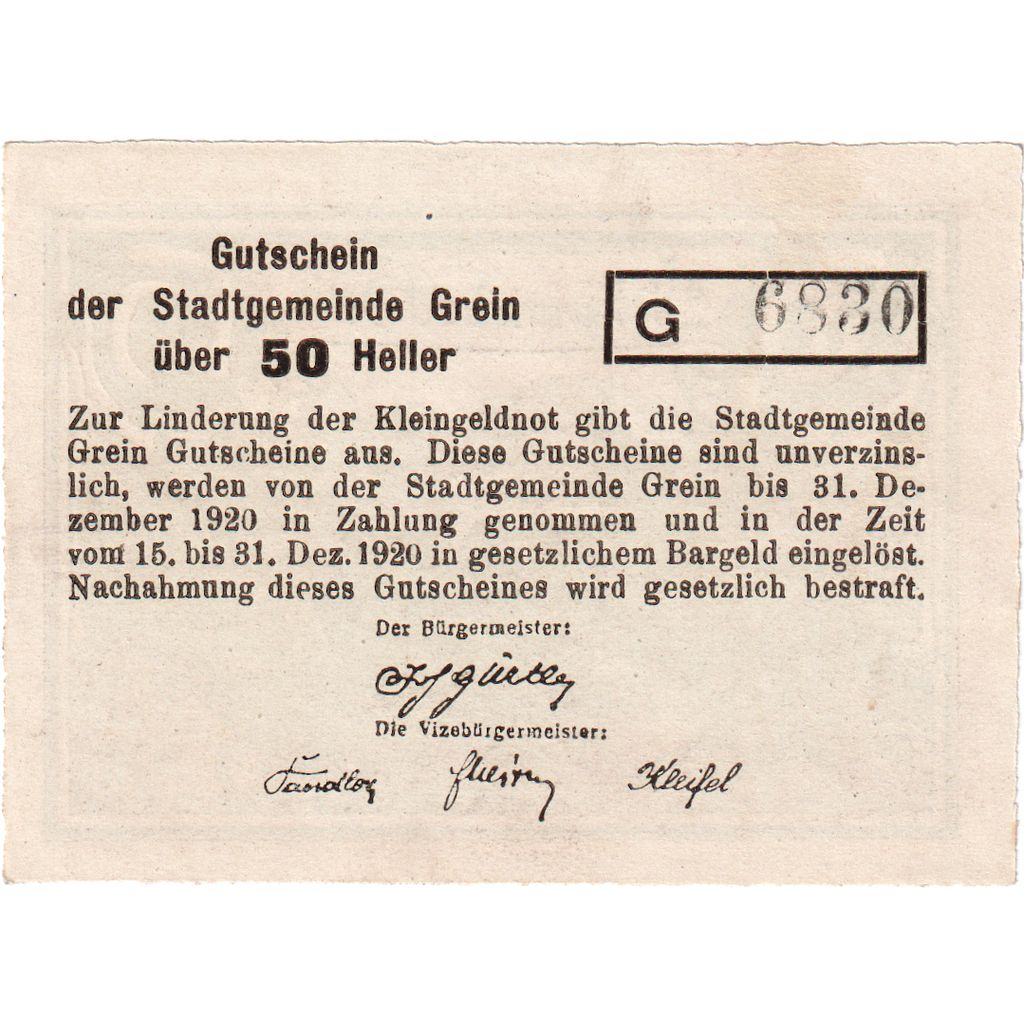 Gutschein
der Stadtgemeinde Grein
über 50 Heller
G 6830
Zur Linderung der Kleingeldnot gibt die Stadtgemeinde
Grein Gutscheine aus. Diese Gutscheine sind unverzins-
lich, werden von der Stadtgemeinde Grein bis 31. De-
zember 1920 in Zahlung genommen und in der Zeit
vom 15. bis 31. Dez. 1920 in gesetzlichem Bargeld eingelöst.
Nachahmung dieses Gutscheines wird gesetzlich bestraft.
Der Bürgermeister:
Die Vizebürgermeister: